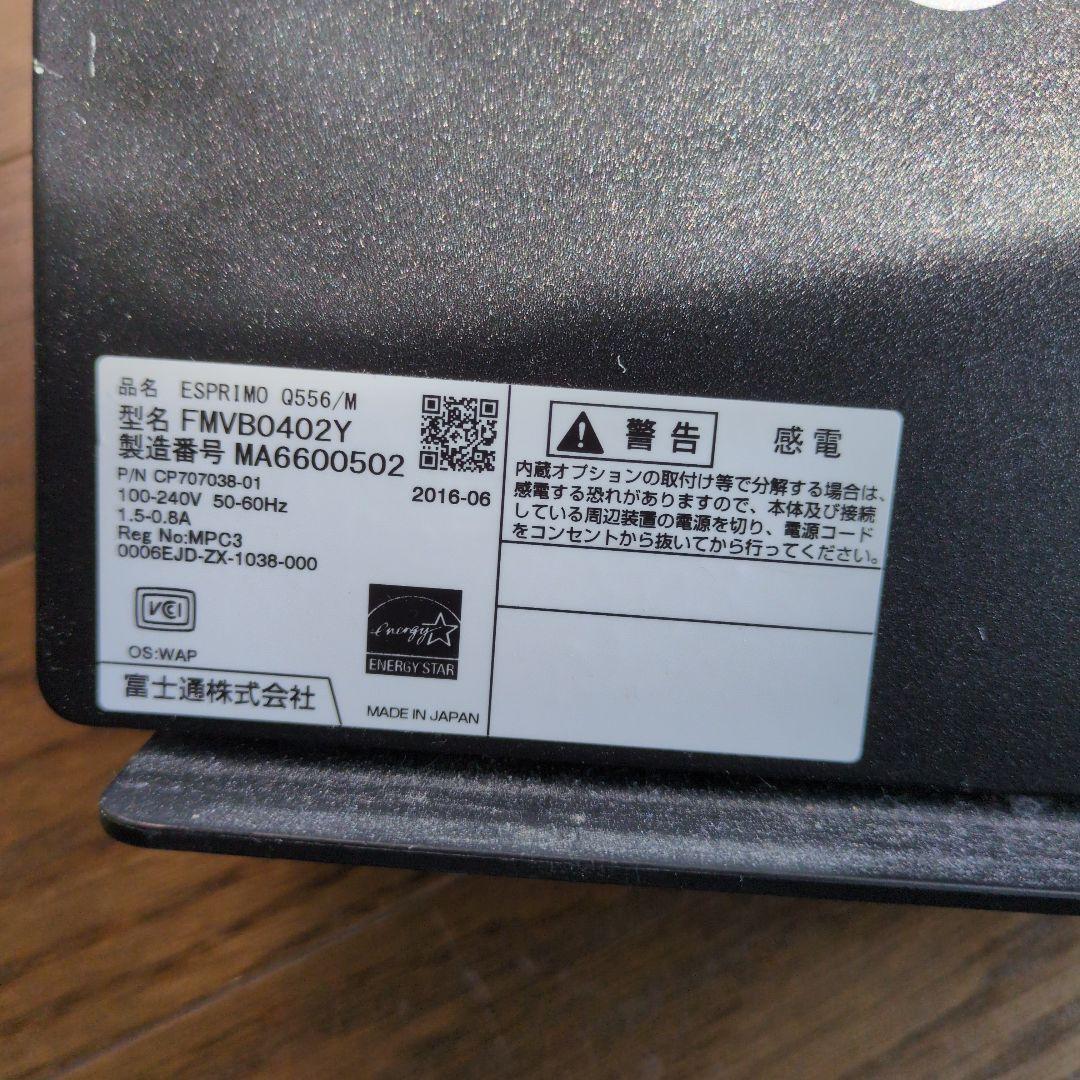 品名 ESPRIMO Q556/M
型名 FMVB0402Y
製造番号 MA6600502
P/N CP707038-01
2016-06
100-240V 50-60Hz
1.5-0.8A
Reg No:MPC3
0006EJD-ZX-1038-000
VCCI
energy
ENERGY STAR
OS:WAP
富士通株式会社
MADE IN JAPAN
警告 感電
内蔵オプションの取付け等で分解する場合は、
感電する恐れがありますので、本体及び接続
している周辺装置の電源を切り、電源コード
をコンセントから抜いてから行ってください。